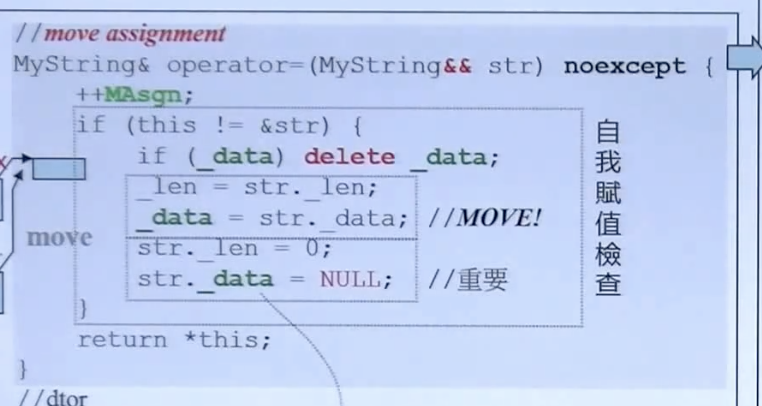 //move assignment
MyString& operator=(MyString&& str) noexcept {
++MAsgn;
if (this != &str) {
if (_data) delete _data;
_len = str._len;
_data = str._data; //MOVE!
str._len = 0;
str._data = NULL; //重要
}
return *this;
}
//dtor
move
自我賦值檢查